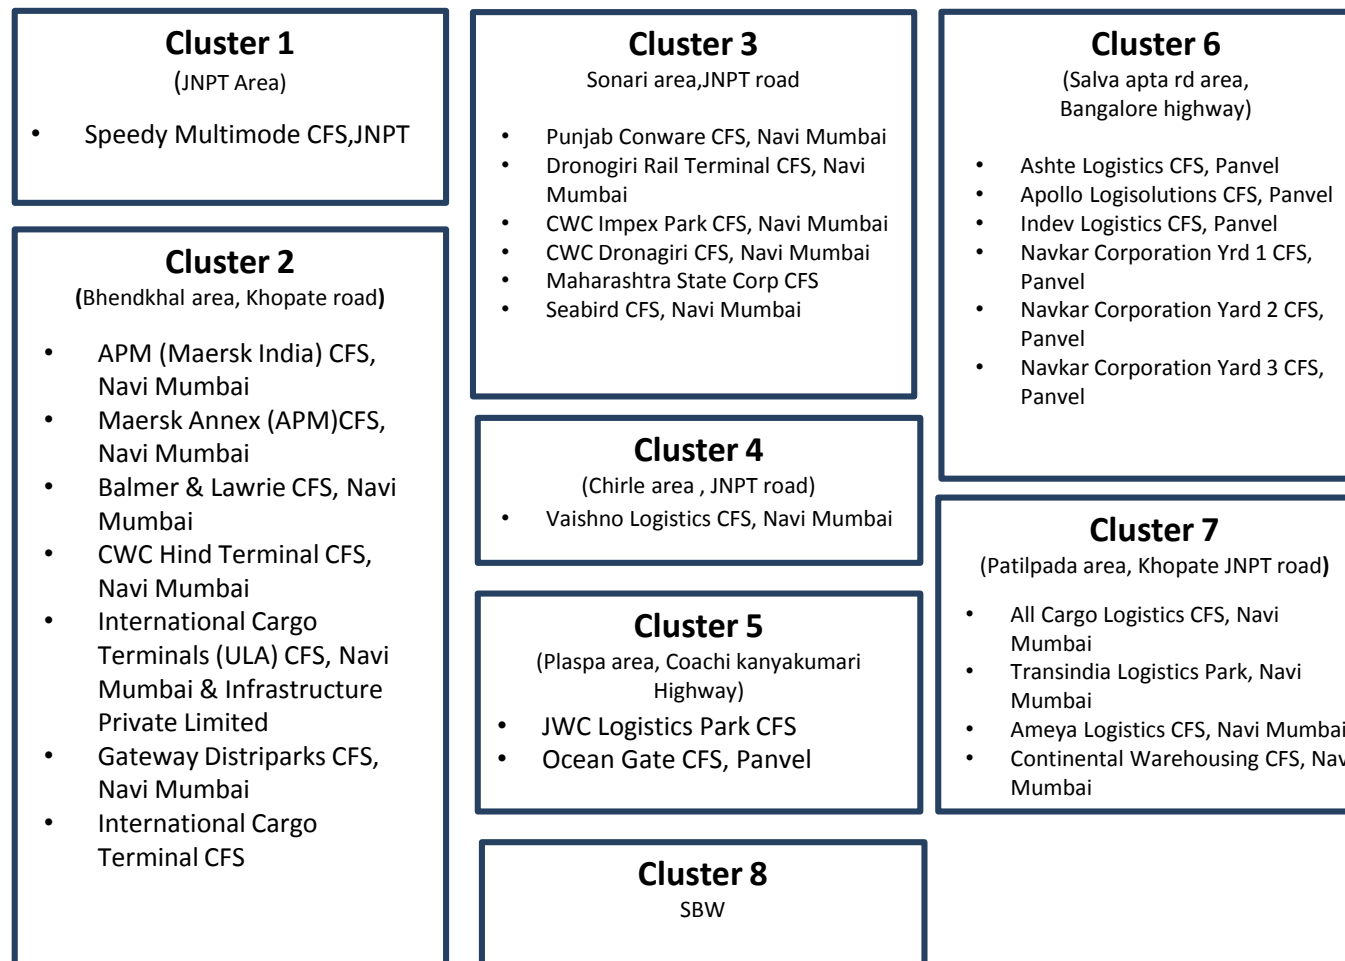 Cluster 1
(JNPT Area)
• Speedy Multimode CFS,JNPT
Cluster 2
(Bhendkhal area, Khopate road)
• APM (Maersk India) CFS,
Navi Mumbai
• Maersk Annex (APM)CFS,
Navi Mumbai
• Balmer & Lawrie CFS, Navi
Mumbai
• CWC Hind Terminal CFS,
Navi Mumbai
• International Cargo
Terminals (ULA) CFS, Navi
Mumbai & Infrastructure
Private Limited
• Gateway Distriparks CFS,
Navi Mumbai
• International Cargo
Terminal CFS
Cluster 3
Sonari area,JNPT road
• Punjab Conware CFS, Navi Mumbai
• Dronogiri Rail Terminal CFS, Navi
Mumbai
• CWC Impex Park CFS, Navi Mumbai
• CWC Dronagiri CFS, Navi Mumbai
• Maharashtra State Corp CFS
• Seabird CFS, Navi Mumbai
Cluster 4
(Chirle area , JNPT road)
• Vaishno Logistics CFS, Navi Mumbai
Cluster 5
(Plaspa area, Coachi kanyakumari
Highway)
• JWC Logistics Park CFS
• Ocean Gate CFS, Panvel
Cluster 8
SBW
Cluster 6
(Salva apta rd area,
Bangalore highway)
• Ashte Logistics CFS, Panvel
• Apollo Logisolutions CFS, Panvel
• Indev Logistics CFS, Panvel
• Navkar Corporation Yrd 1 CFS,
Panvel
• Navkar Corporation Yard 2 CFS,
Panvel
• Navkar Corporation Yard 3 CFS,
Panvel
Cluster 7
(Patilpada area, Khopate JNPT road)
• All Cargo Logistics CFS, Navi
Mumbai
• Transindia Logistics Park, Navi
Mumbai
• Ameya Logistics CFS, Navi Mumbai
• Continental Warehousing CFS, Nav
Mumbai